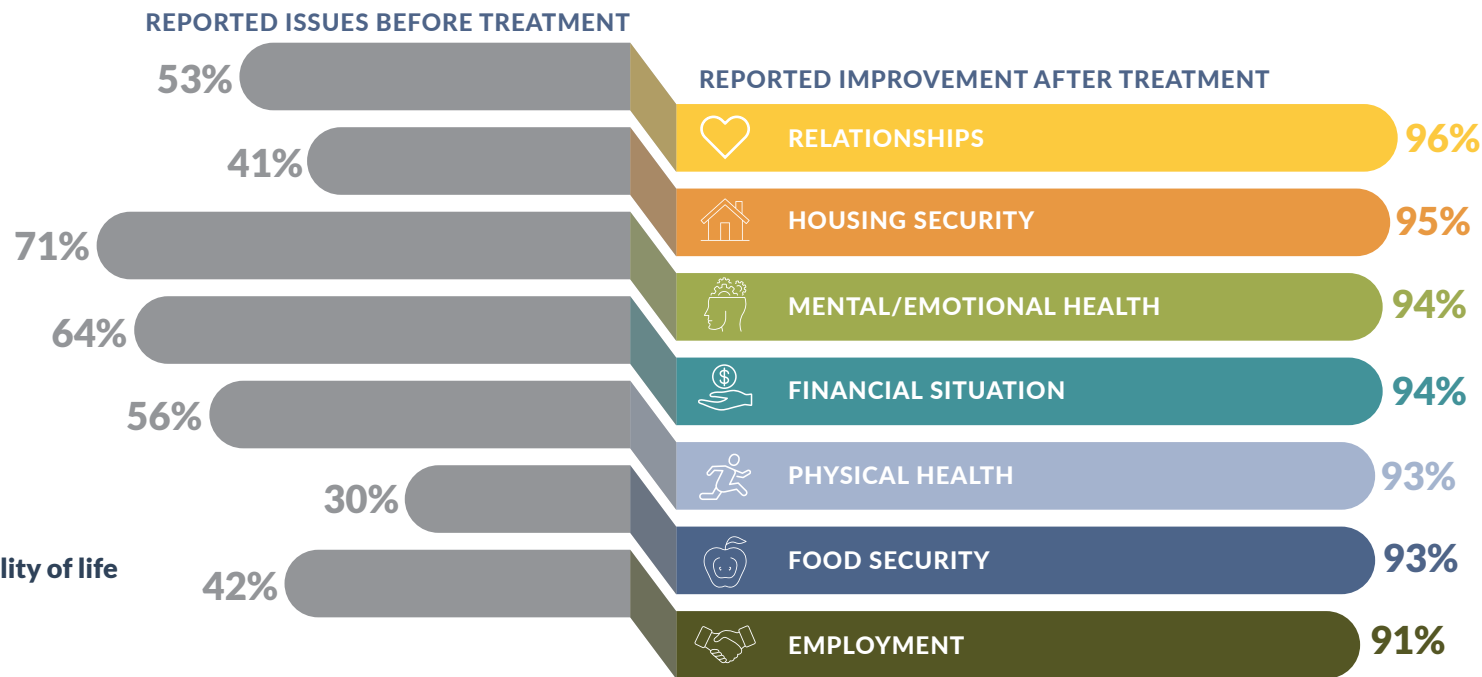 REPORTED ISSUES BEFORE TREATMENT
REPORTED IMPROVEMENT AFTER TREATMENT
53%
RELATIONSHIPS
96%
41%
HOUSING SECURITY
95%
71%
MENTAL/EMOTIONAL HEALTH
94%
64%
$
FINANCIAL SITUATION
94%
56%
PHYSICAL HEALTH
93%
30%
FOOD SECURITY
93%
lity of life
42%
EMPLOYMENT
91%